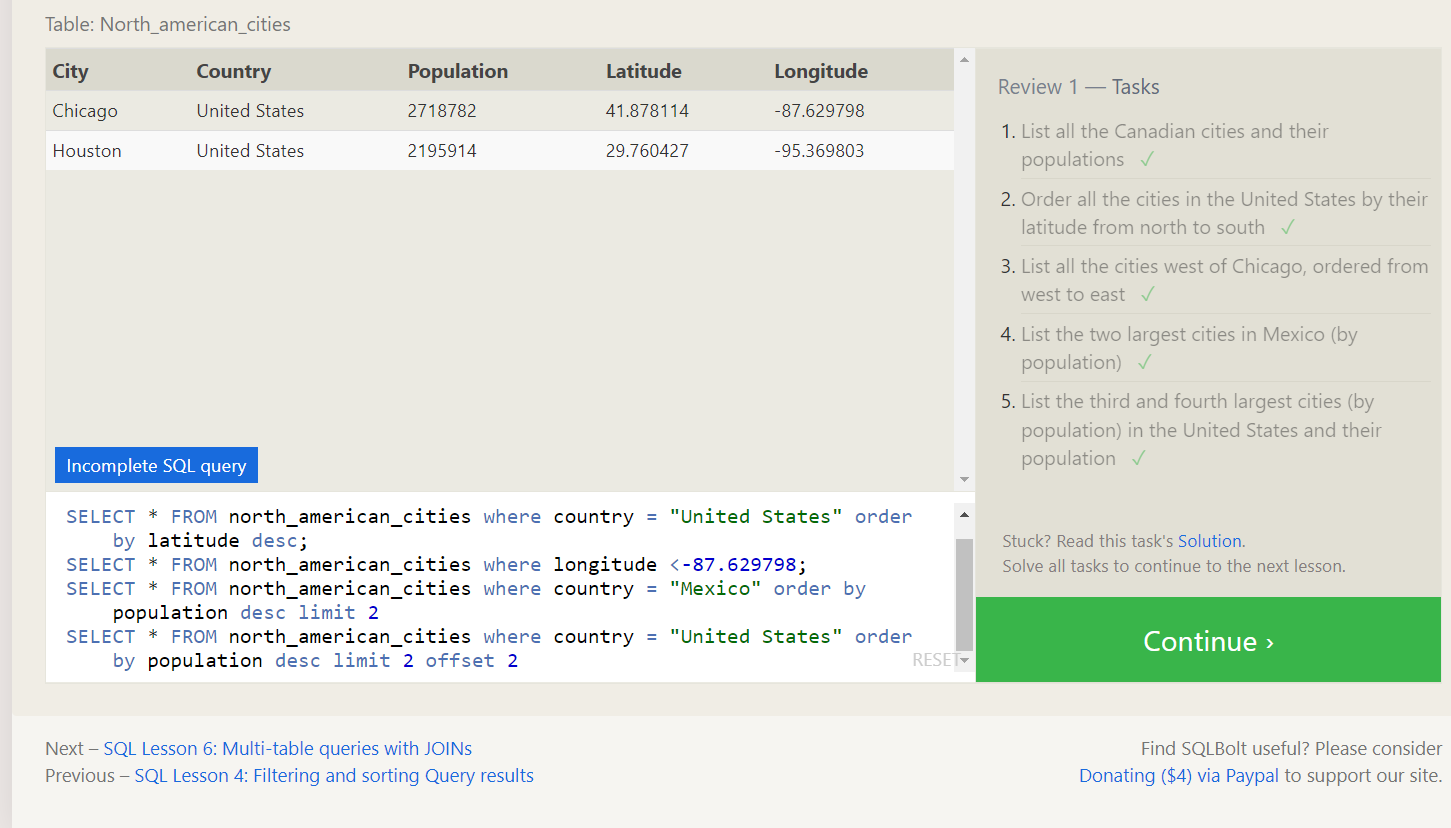 Table: North_american_cities
City Country Population Latitude Longitude
Chicago United States 2718782 41.878114 -87.629798
Houston United States 2195914 29.760427 -95.369803
Incomplete SQL query
SELECT * FROM north_american_cities where country = "United States" order
by latitude desc;
SELECT * FROM north_american_cities where longitude <-87.629798;
SELECT * FROM north_american_cities where country = "Mexico" order by
population desc limit 2
SELECT * FROM north_american_cities where country = "United States" order
by population desc limit 2 offset 2
RESET
Review 1 — Tasks
1. List all the Canadian cities and their
populations ✓
2. Order all the cities in the United States by their
latitude from north to south ✓
3. List all the cities west of Chicago, ordered from
west to east ✓
4. List the two largest cities in Mexico (by
population) ✓
5. List the third and fourth largest cities (by
population) in the United States and their
population ✓
Stuck? Read this task's Solution.
Solve all tasks to continue to the next lesson.
Continue ›
Next – SQL Lesson 6: Multi-table queries with JOINs
Previous – SQL Lesson 4: Filtering and sorting Query results
Find SQLBolt useful? Please consider
Donating ($4) via Paypal to support our site.